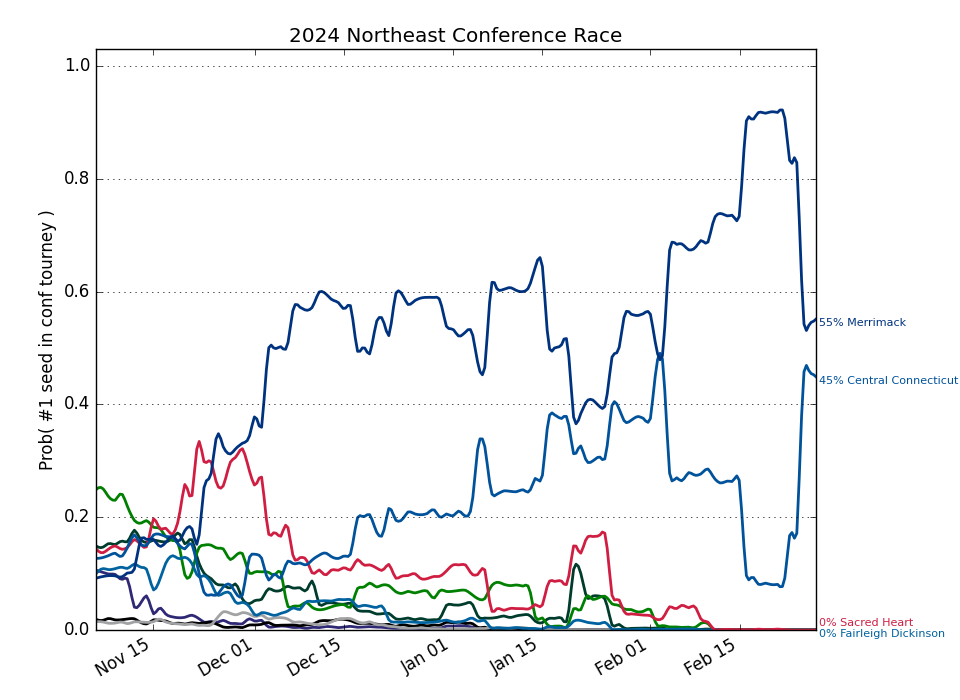 2024 Northeast Conference Race
Prob( #1 seed in conf tourney )
1.0
0.8
0.6
0.4
0.2
0.0
55% Merrimack
45% Central Connecticut
0% Sacred Heart
0% Fairleigh Dickinson
Nov 15
Dec 01
Dec 15
Jan 01
Jan 15
Feb 01
Feb 15